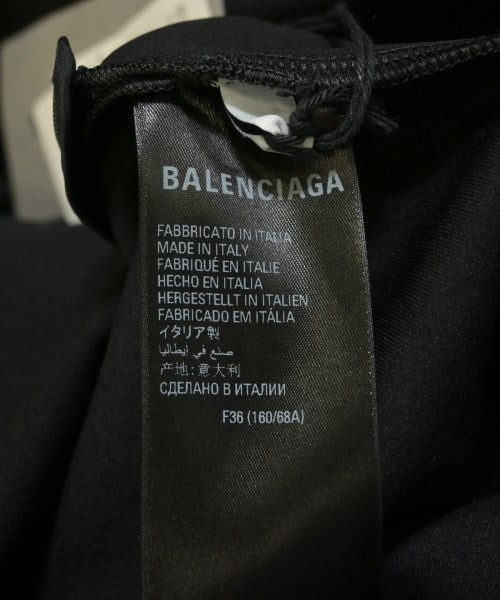 BALENCIAGA
FABBRICATO IN ITALIA
MADE IN ITALY
FABRIQUÉ EN ITALIE
HECHO EN ITALIA
HERGESTELLT IN ITALIEN
FABRICADO EM ITÁLIA
イタリア製
صنع في ايطاليا
产地:意大利
СДЕЛАНО В ИТАЛИИ
F36 (160/68A)